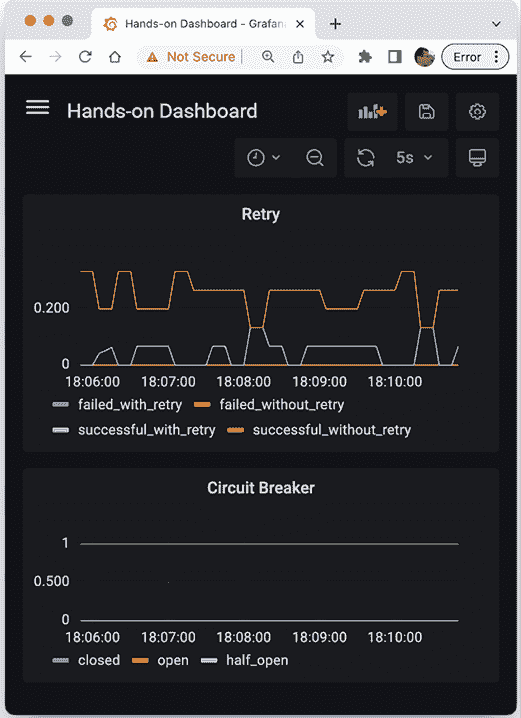 Hands-on Dashboard - Grafana
Not Secure
Error
Hands-on Dashboard
5s
Retry
0.200
0
18:06:00 18:07:00 18:08:00 18:09:00 18:10:00
failed_with_retry failed_without_retry
successful_with_retry successful_without_retry
Circuit Breaker
1
0.500
0
18:06:00 18:07:00 18:08:00 18:09:00 18:10:00
closed open half_open